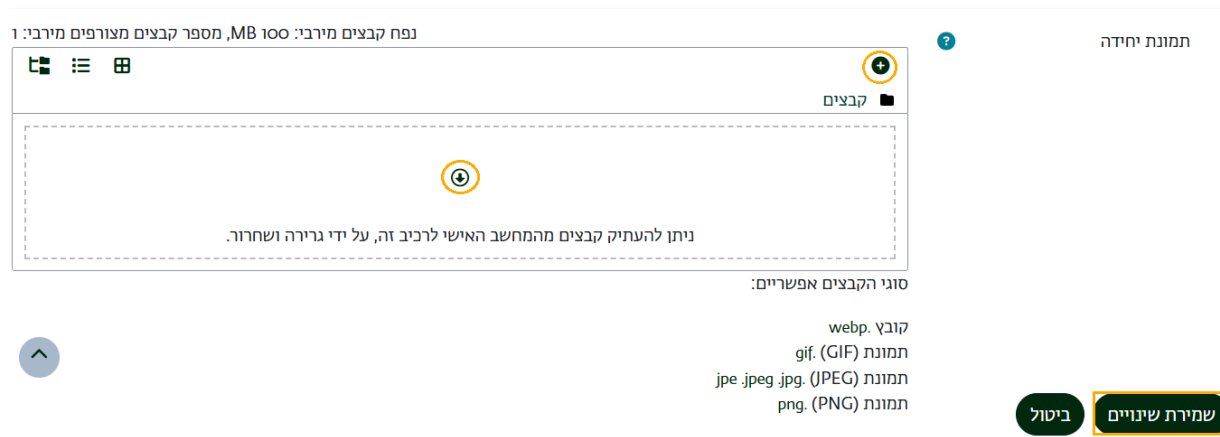 תמונת יחידה
נפח קבצים מירבי: 100 MB, מספר קבצים מצורפים מירבי: 1
קבצים
ניתן להעתיק קבצים מהמחשב האישי לרכיב זה, על ידי גרירה ושחרור.
סוגי הקבצים אפשריים:
קובץ .webp
תמונת (GIF) .gif
תמונת (JPEG) .jpe .jpeg .jpg
תמונת (PNG) .png
שמירת שינויים
ביטול